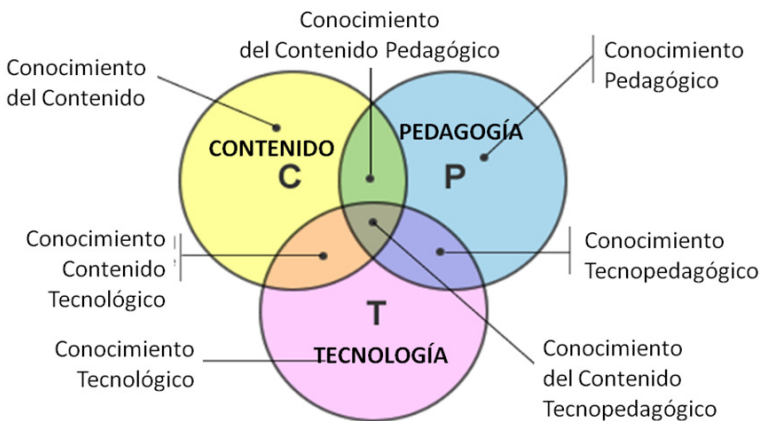 Conocimiento
del Contenido Pedagógico
Conocimiento
del Contenido
Conocimiento
Pedagógico
CONTENIDO
C
PEDAGOGÍA
P
Conocimiento
Contenido
Tecnológico
Conocimiento
Tecnopedagógico
T
TECNOLOGÍA
Conocimiento
Tecnológico
Conocimiento
del Contenido
Tecnopedagógico